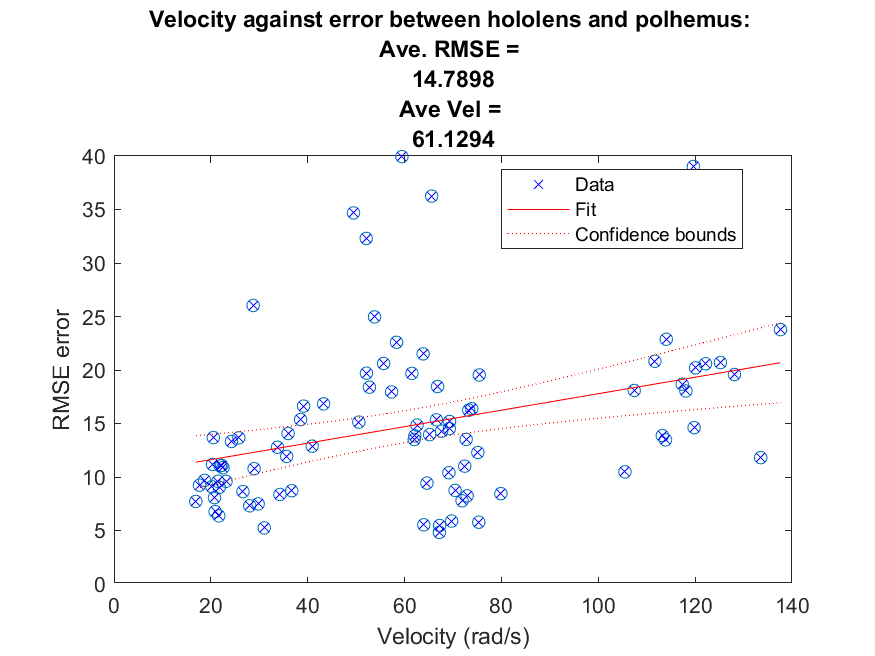 Velocity against error between hololens and polhemus:
Ave. RMSE =
14.7898
Ave Vel =
61.1294
40
35
30
25
20
15
10
5
0
RMSE error
Data
Fit
Confidence bounds
0 20 40 60 80 100 120 140
Velocity (rad/s)